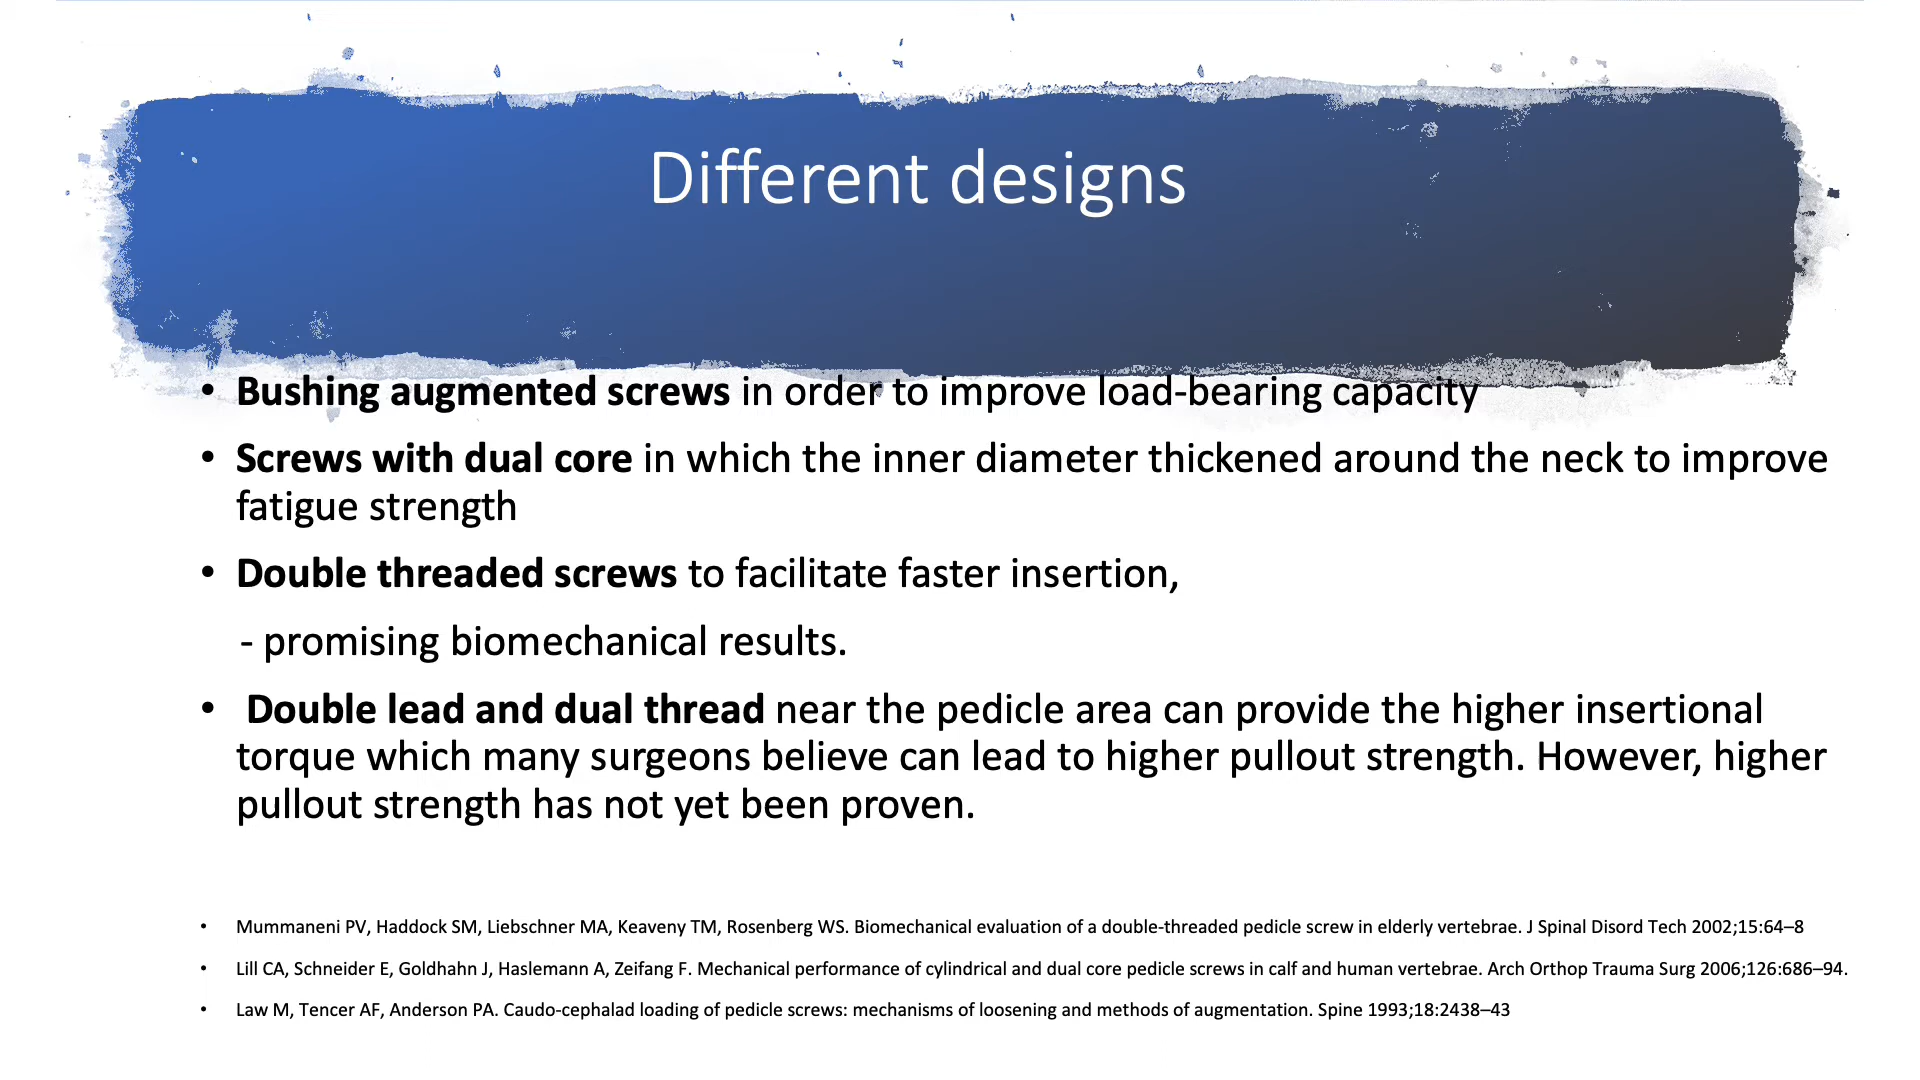 Different designs
• Bushing augmented screws in order to improve load-bearing capacity
• Screws with dual core in which the inner diameter thickened around the neck to improve
fatigue strength
• Double threaded screws to facilitate faster insertion,
- promising biomechanical results.
• Double lead and dual thread near the pedicle area can provide the higher insertional
torque which many surgeons believe can lead to higher pullout strength. However, higher
pullout strength has not yet been proven.
• Mummaneni PV, Haddock SM, Liebschner MA, Keaveny TM, Rosenberg WS. Biomechanical evaluation of a double-threaded pedicle screw in elderly vertebrae. J Spinal Disord Tech 2002;15:64–8
• Lill CA, Schneider E, Goldhahn J, Haslemann A, Zeifang F. Mechanical performance of cylindrical and dual core pedicle screws in calf and human vertebrae. Arch Orthop Trauma Surg 2006;126:686–94.
• Law M, Tencer AF, Anderson PA. Caudo-cephalad loading of pedicle screws: mechanisms of loosening and methods of augmentation. Spine 1993;18:2438–43